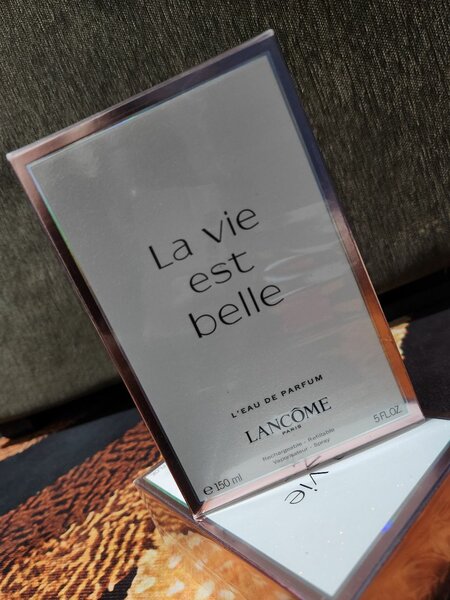 La vie
est
belle
L'EAU DE PARFUM
LANCÔME
PARIS
Rechargeable - Refillable
Vaporisateur - Spray
e 150 ml
5 FL.OZ.
vie